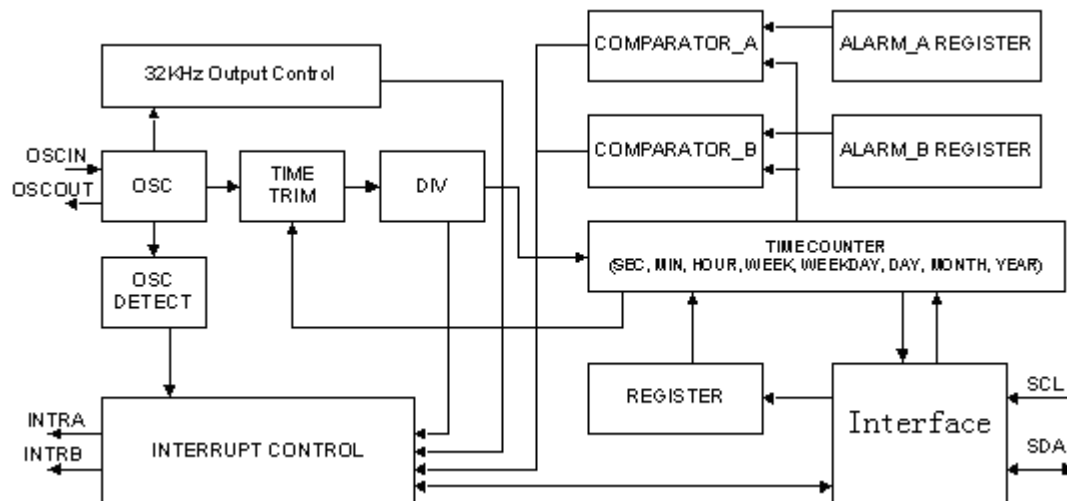 32KHz Output Control
COMPARATOR_A
ALARM_A REGISTER
COMPARATOR_B
ALARM_B REGISTER
OSCIN
OSCOUT
OSC
TIME
TRIM
DIV
TIMECOUNTER
(SEC, MIN, HOUR, WEEK, WEEKDAY, DAY, MONTH, YEAR)
OSC
DETECT
REGISTER
Interface
SCL
SDA
INTRA
INTRB
INTERRUPT CONTROL